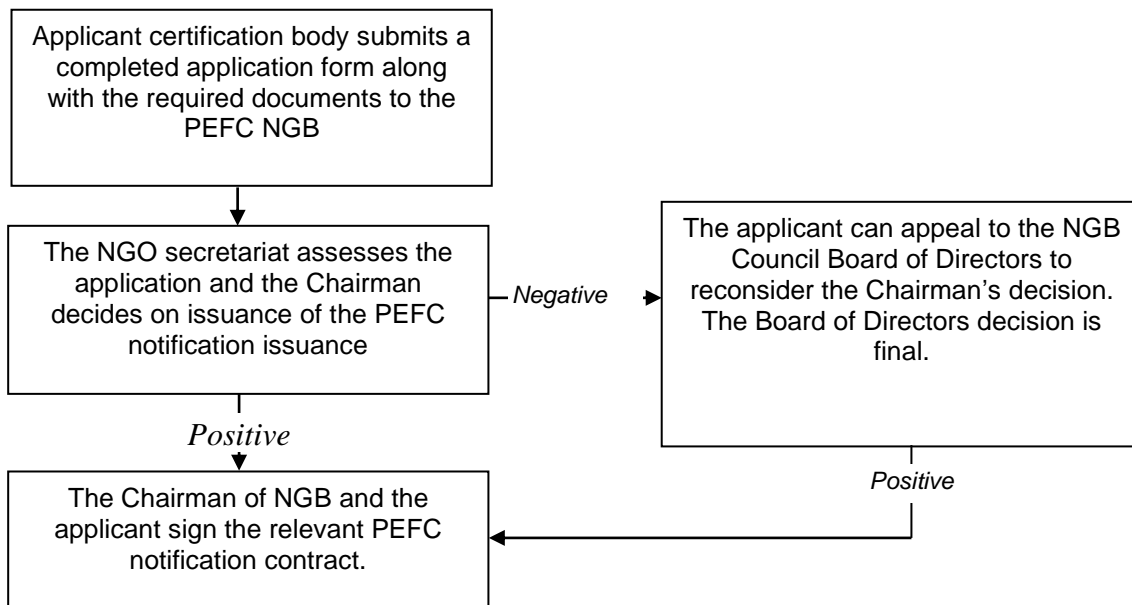 Applicant certification body submits a
completed application form along
with the required documents to the
PEFC NGB
The NGO secretariat assesses the
application and the Chairman
decides on issuance of the PEFC
notification issuance
Negative
The applicant can appeal to the NGB
Council Board of Directors to
reconsider the Chairman's decision.
The Board of Directors decision is
final.
Positive
Positive
The Chairman of NGB and the
applicant sign the relevant PEFC
notification contract.